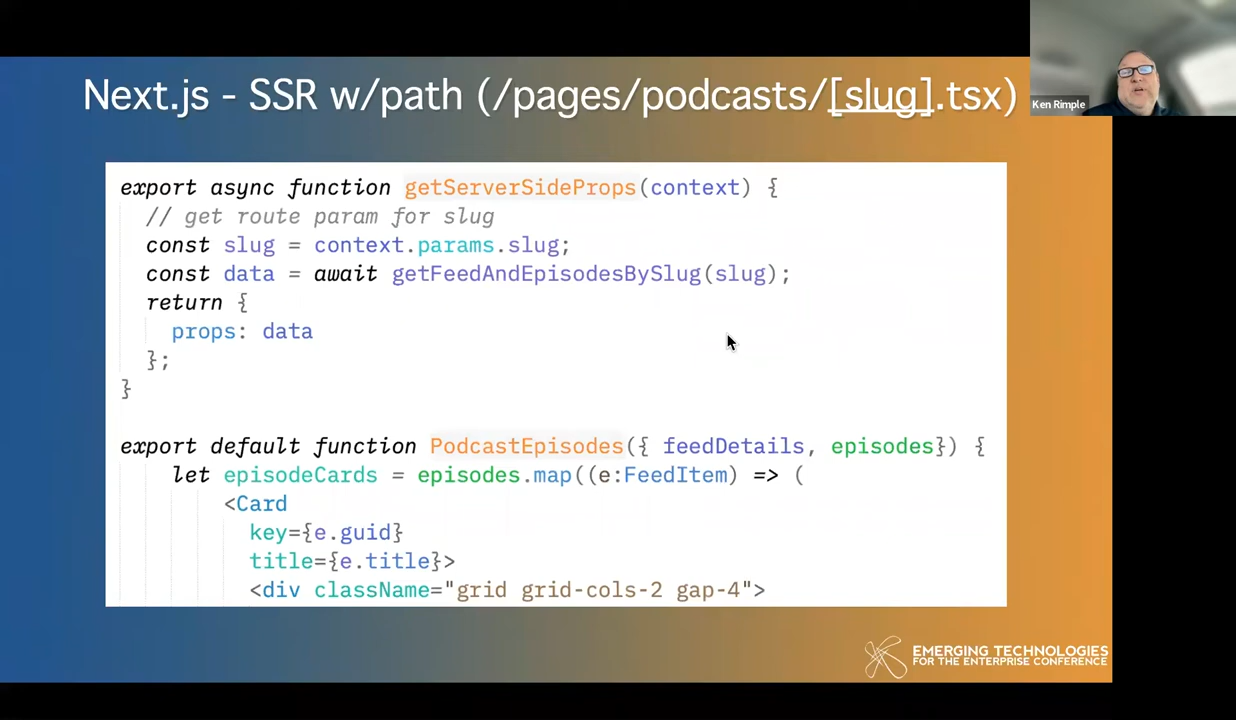 Next.js - SSR w/path (/pages/podcasts/[slug].tsx)
Ken Rimple
export async function getServerSideProps(context) {
// get route param for slug
const slug = context.params.slug;
const data = await getFeedAndEpisodesBySlug(slug);
return {
props: data
};
}
export default function PodcastEpisodes({ feedDetails, episodes}) {
let episodeCards = episodes.map((e:FeedItem) => (
<Card
key={e.guid}
title={e.title}>
<div className="grid grid-cols-2 gap-4">
EMERGING TECHNOLOGIES
FOR THE ENTERPRISE CONFERENCE